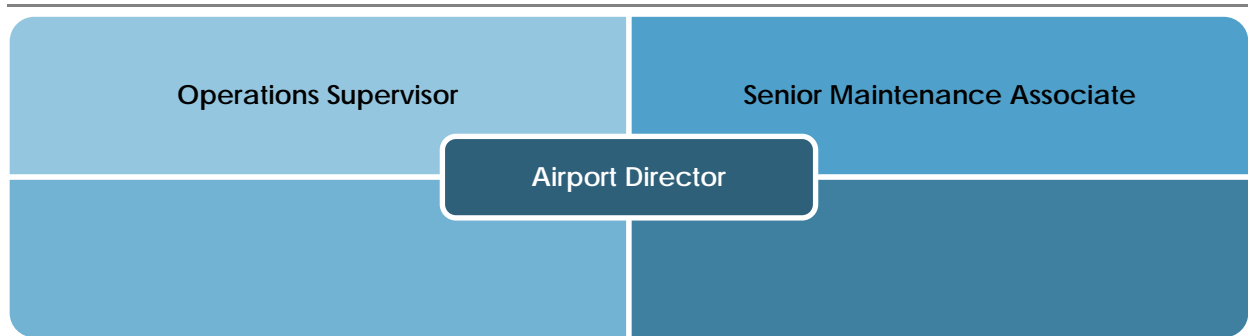 Operations Supervisor
Senior Maintenance Associate
Airport Director